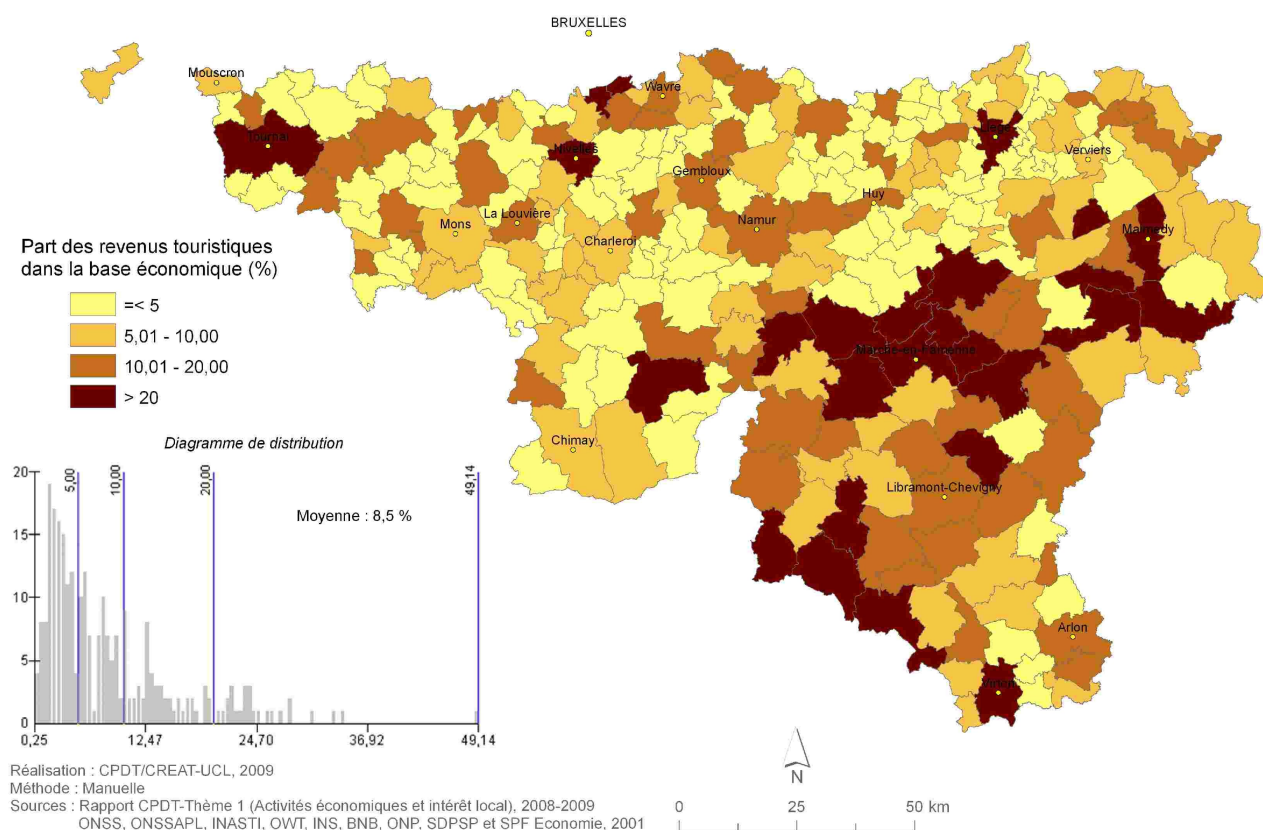 BRUXELLES
Mouscron
Wavre
Tournai
Nivelles
Liège
Verviers
Gembloux
Huy
La Louvière
Mons
Namur
Malmedy
Charleroi
Part des revenus touristiques
dans la base économique (%)
=< 5
5,01 - 10,00
10,01 - 20,00
> 20
Marche-en-Famenne
Chimay
Libramont-Chevigny
Arlon
Virton
Diagramme de distribution
20
15
10
5
0
5,00
10,00
20,00
49,14
Moyenne : 8,5 %
0,25
12,47
24,70
36,92
49,14
N
Réalisation : CPDT/CREAT-UCL, 2009
Méthode : Manuelle
Sources : Rapport CPDT-Thème 1 (Activités économiques et intérêt local), 2008-2009
ONSS, ONSSAPL, INASTI, OWT, INS, BNB, ONP, SDPSP et SPF Economie, 2001
0 25 50 km